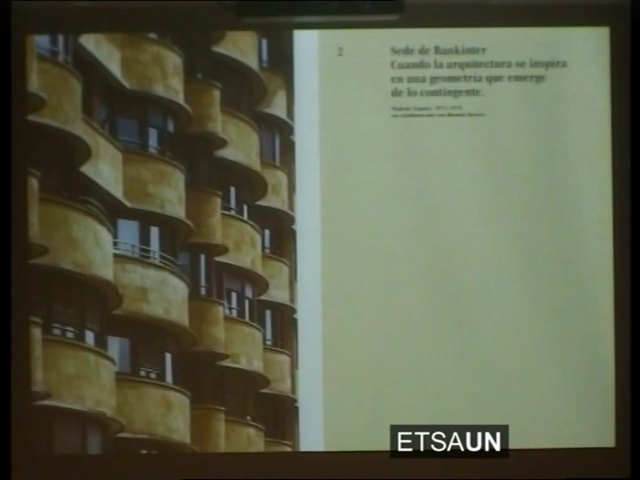 2
Sede de Bankinter
Cuando la arquitectura se inspira
en una geometría que emerge
de lo contingente.
ETSAUN